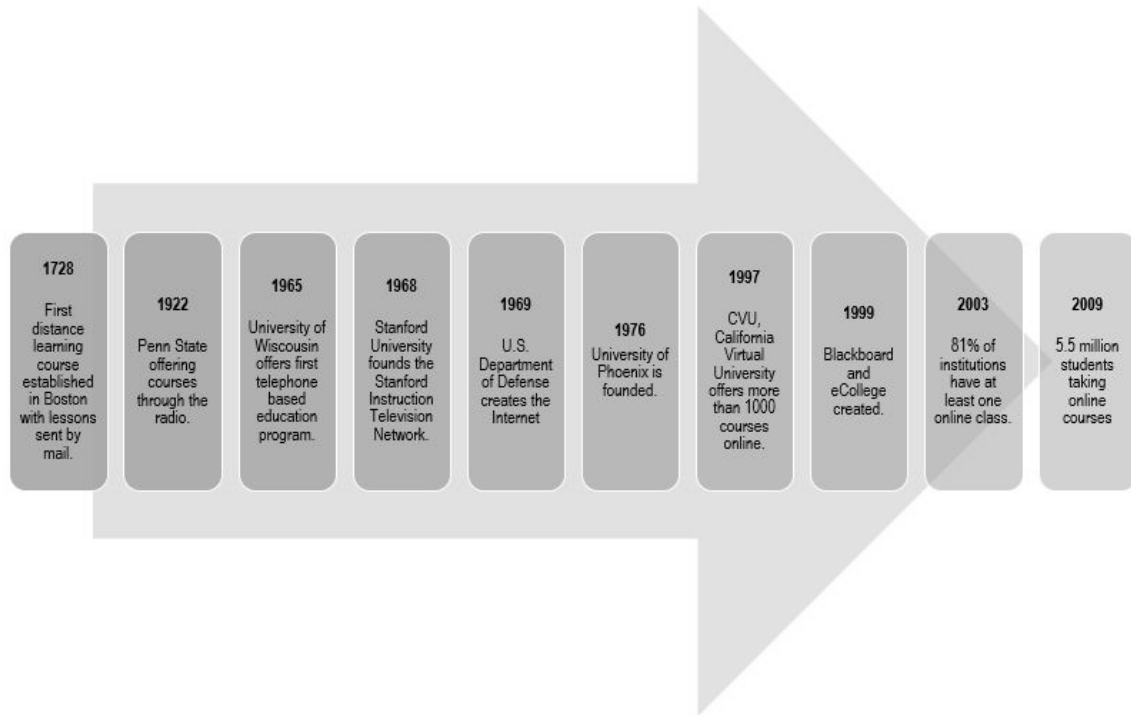 1728
First
distance
learning
course
established
in Boston
with lessons
sent by
mail.
1922
Penn State
offering
courses
through the
radio.
1965
University of
Wiscousin
offers first
telephone
based
education
program.
1968
Stanford
University
founds the
Stanford
Instruction
Television
Network.
1969
U.S.
Department
of Defense
creates the
Internet
1976
University of
Phoenix is
founded.
1997
CVU,
California
Virtual
University
offers more
than 1000
courses
online.
1999
Blackboard
and
eCollege
created.
2003
81% of
institutions
have at
least one
online class.
2009
5.5 million
students
taking
online
courses